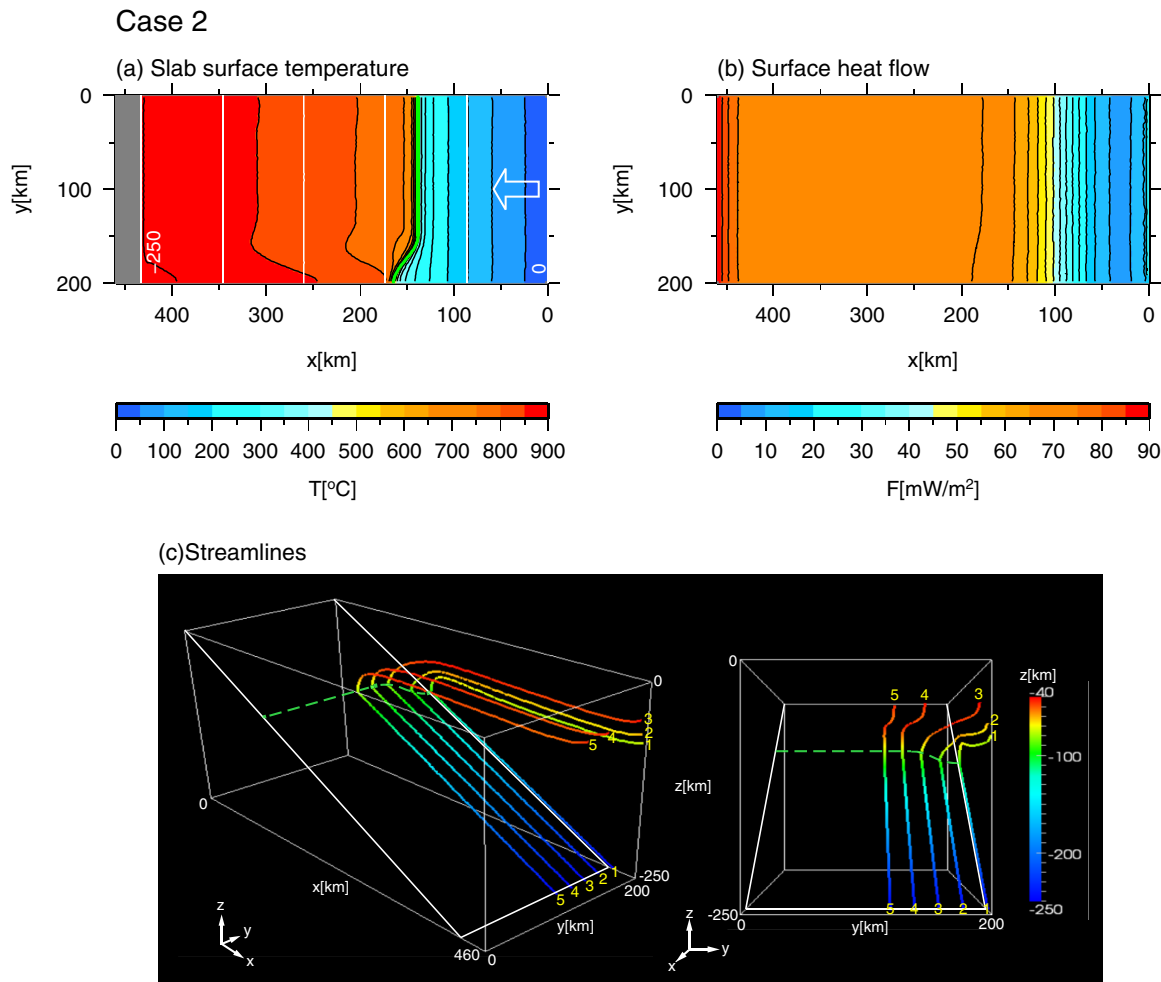 Case 2
(a) Slab surface temperature
(b) Surface heat flow
0
100
200
y[km]
-250
0
400
300
200
100
0
x[km]
0
100
200
y[km]
400
300
200
100
0
x[km]
0 100 200 300 400 500 600 700 800 900
T[°C]
0 10 20 30 40 50 60 70 80 90
F[mW/m²]
(c)Streamlines
0
3
2
4
1
5
0
x[km]
1
2
3
4
5
-250
200
y[km]
460
0
z
y
x
0
5
4
3
2
1
z[km]
-250
5
4
3
2
1
0
y[km]
200
z
y
x
z[km]
-40
-100
-200
-250